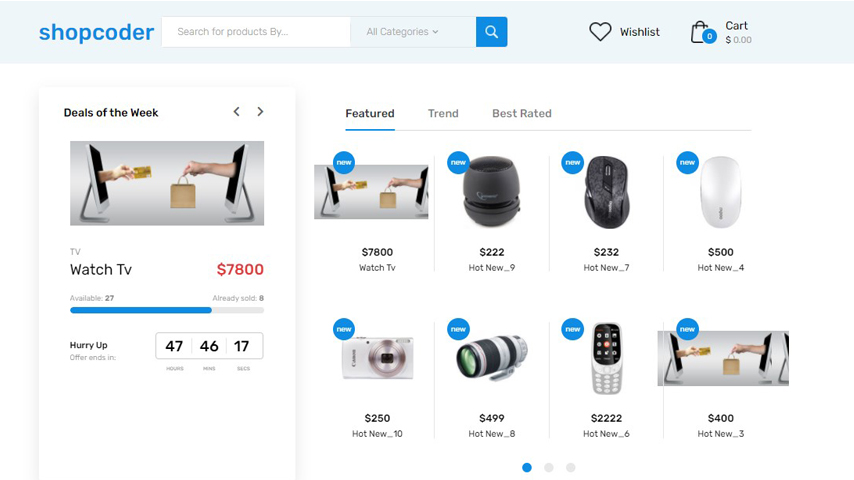 shopcoder
Search for products By...
All Categories
Wishlist
Cart
0
$ 0.00
Deals of the Week
TV
Watch Tv
$7800
Available: 27
Already sold: 8
Hurry Up
Offer ends in:
47 46 17
HOURS MINS SECS
Featured Trend Best Rated
new new new new
$7800 $222 $232 $500
Watch Tv Hot New_9 Hot New_7 Hot New_4
new new new new
Canon
$250 $499 $2222 $400
Hot New_10 Hot New_8 Hot New_6 Hot New_3